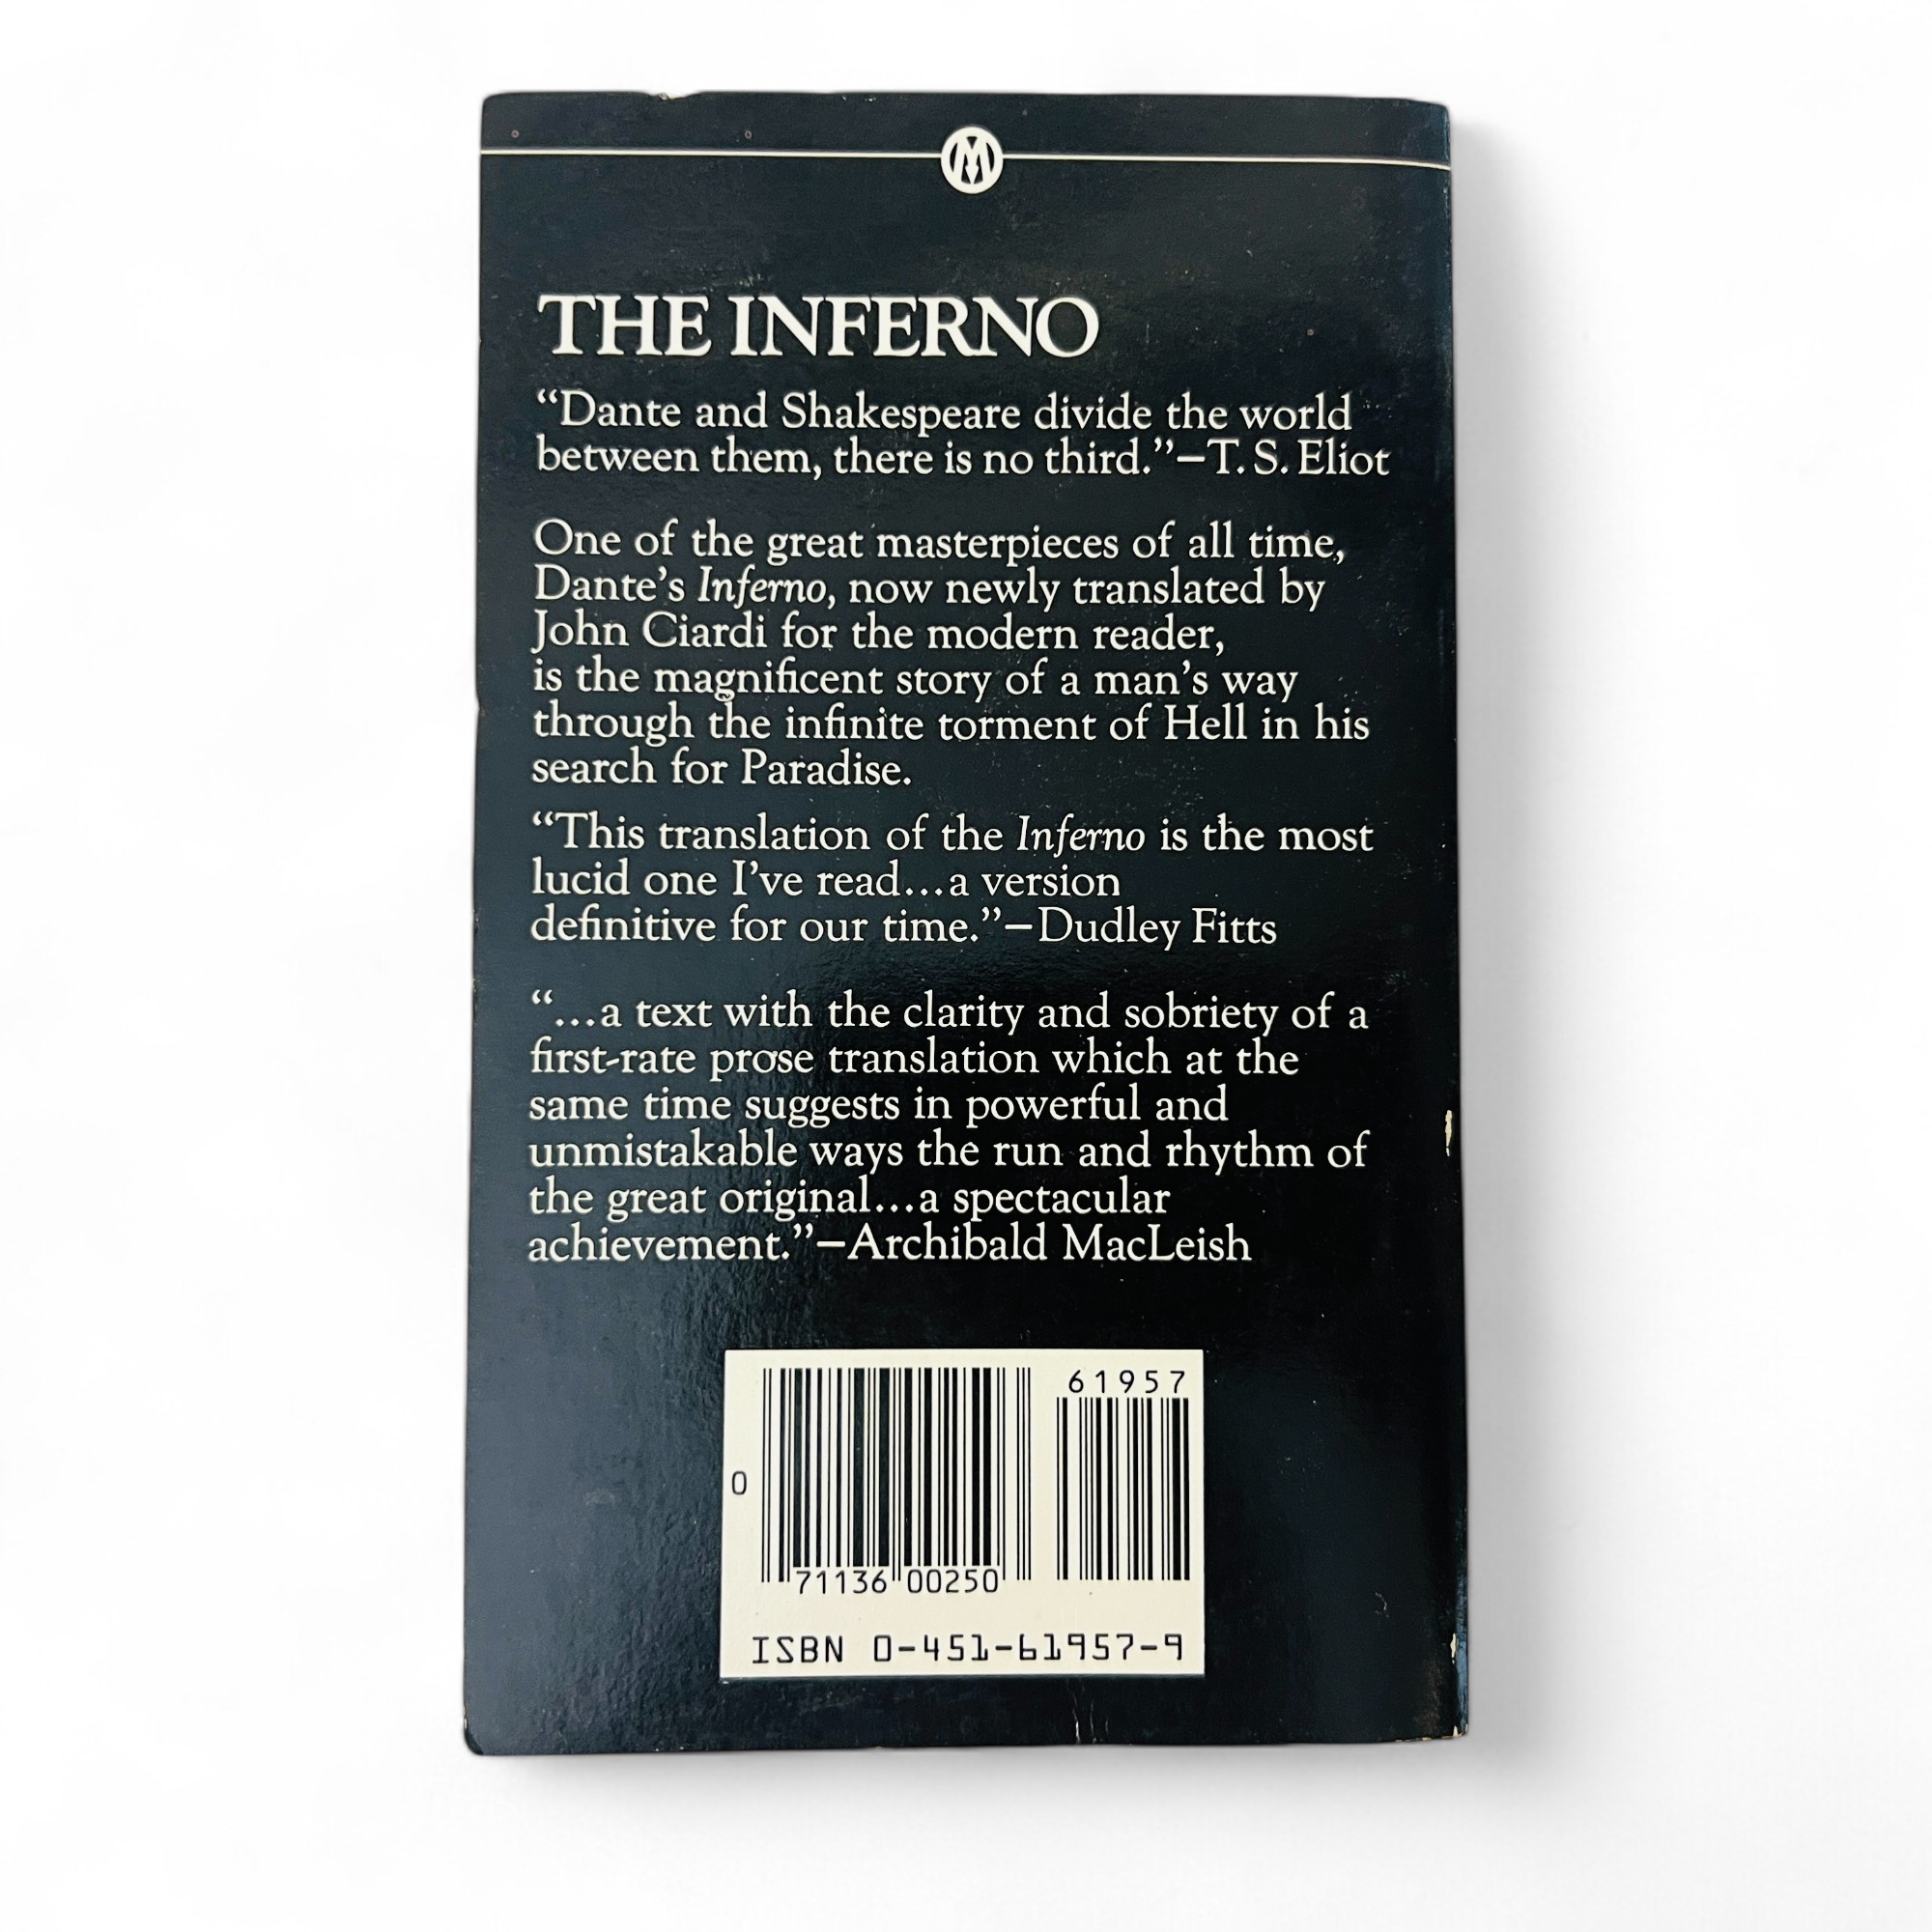 M
THE INFERNO
“Dante and Shakespeare divide the world
between them, there is no third.”—T. S. Eliot
One of the great masterpieces of all time,
Dante’s Inferno, now newly translated by
John Ciardi for the modern reader,
is the magnificent story of a man’s way
through the infinite torment of Hell in his
search for Paradise.
“This translation of the Inferno is the most
lucid one I’ve read...a version
definitive for our time.”—Dudley Fitts
“...a text with the clarity and sobriety of a
first-rate prose translation which at the
same time suggests in powerful and
unmistakable ways the run and rhythm of
the great original...a spectacular
achievement.”—Archibald MacLeish
61957
0
71136 00250
ISBN 0-451-61957-9